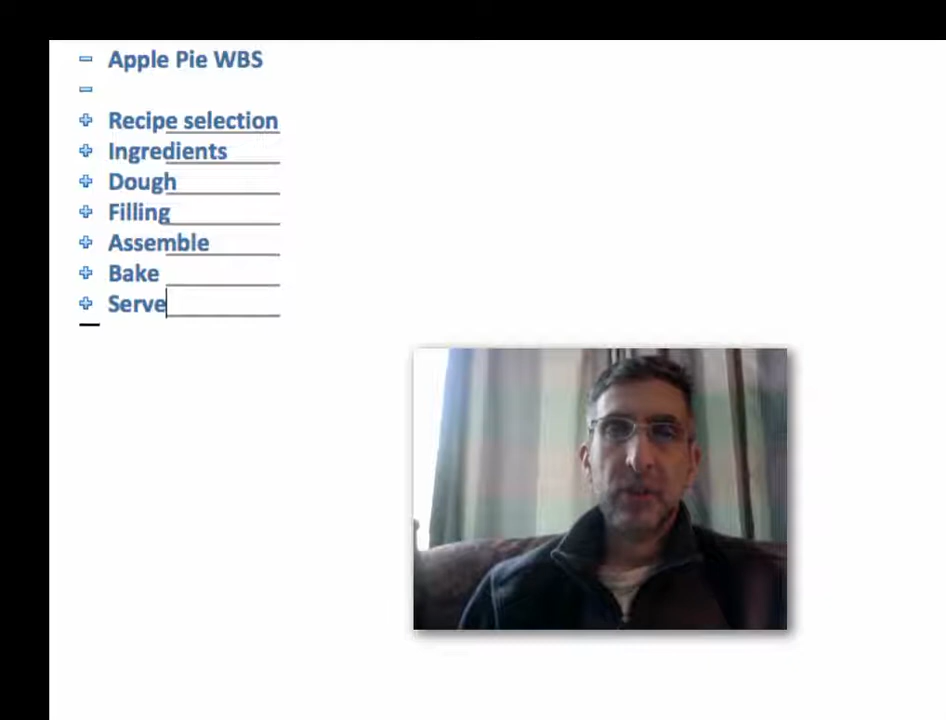 Apple Pie WBS
Recipe selection
Ingredients
Dough
Filling
Assemble
Bake
Serve